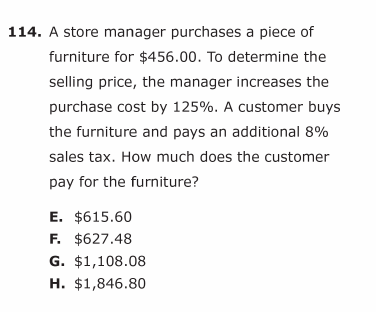 114. A store manager purchases a piece of
furniture for $456.00. To determine the
selling price, the manager increases the
purchase cost by 125%. A customer buys
the furniture and pays an additional 8%
sales tax. How much does the customer
pay for the furniture?
E. $615.60
F. $627.48
G. $1,108.08
H. $1,846.80